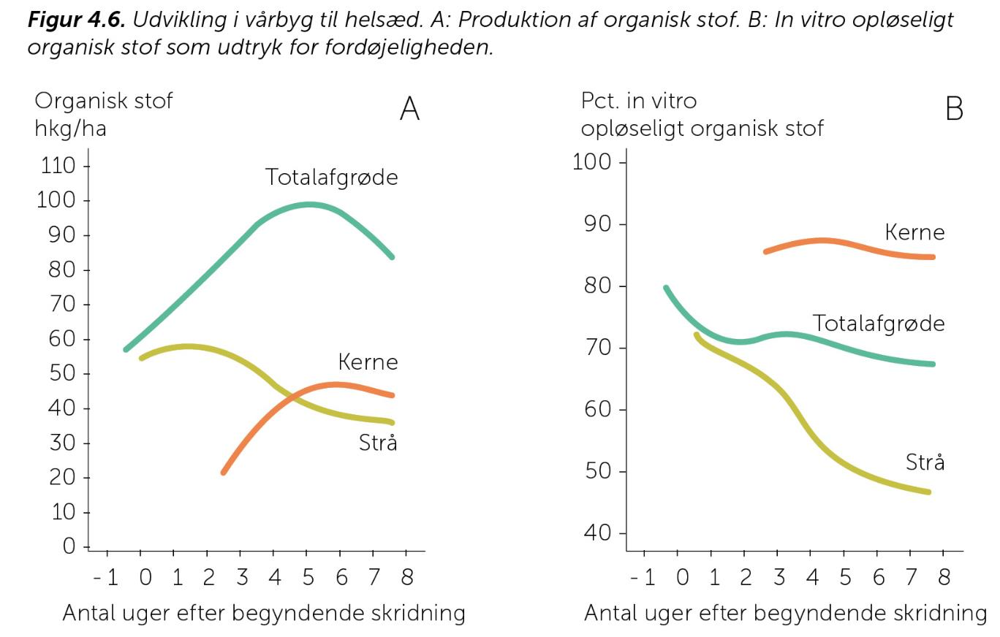 Figur 4.6. Udvikling i vårbyg til helsæd. A: Produktion af organisk stof. B: In vitro opløseligt
organisk stof som udtryk for fordøjeligheden.
Organisk stof
hkg/ha
A
110
100
90
80
70
60
50
40
30
20
10
0
Totalafgrøde
Kerne
Strå
-1 0 1 2 3 4 5 6 7 8
Antal uger efter begyndende skridning
Pct. in vitro
opløseligt organisk stof
B
100
90
80
70
60
50
40
Kerne
Totalafgrøde
Strå
-1 0 1 2 3 4 5 6 7 8
Antal uger efter begyndende skridning